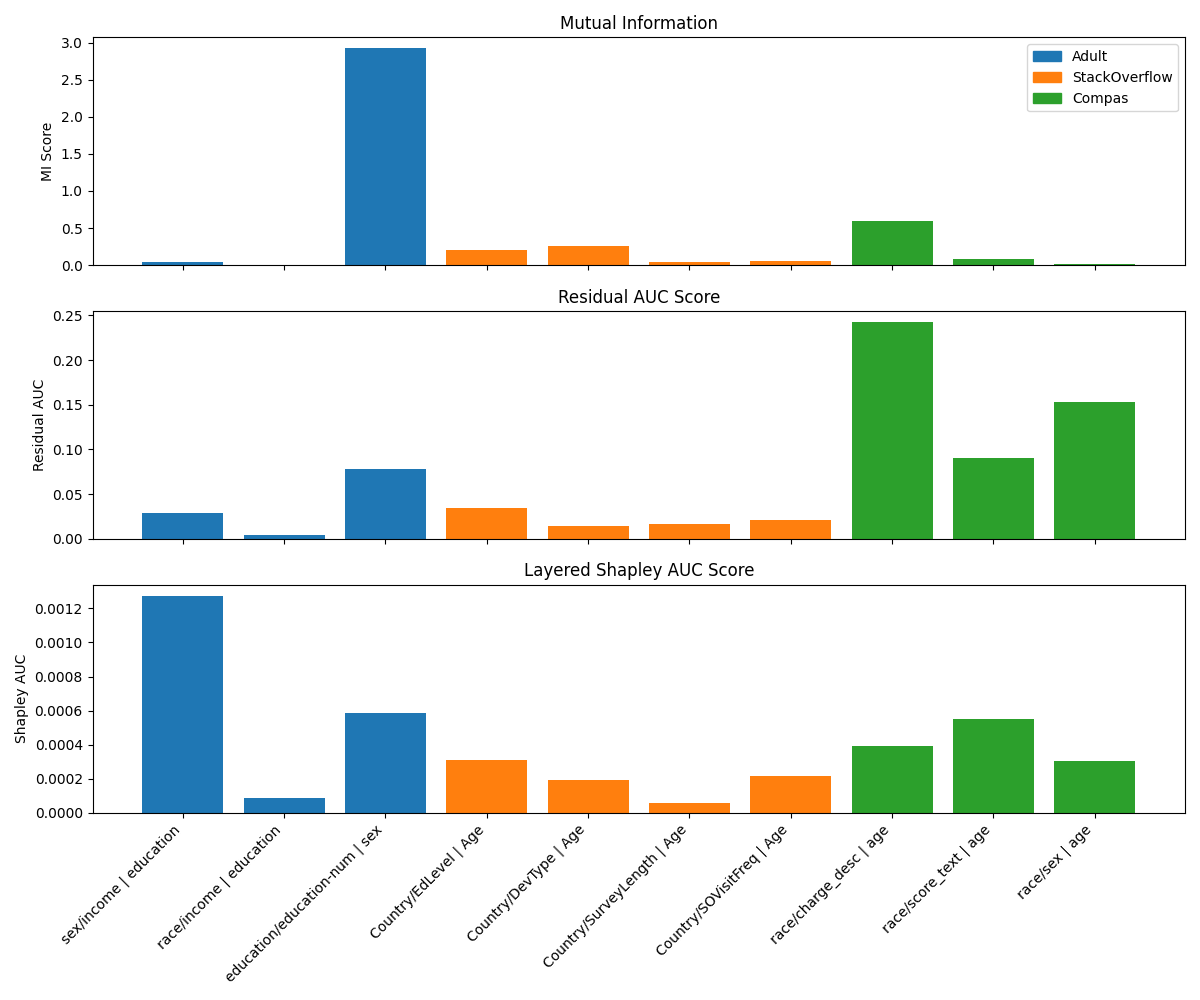 Mutual Information
3.0
2.5
2.0
1.5
1.0
0.5
0.0
MI Score
Adult
StackOverflow
Compas
Residual AUC Score
0.25
0.20
0.15
0.10
0.05
0.00
Residual AUC
Layered Shapley AUC Score
0.0012
0.0010
0.0008
0.0006
0.0004
0.0002
0.0000
Shapley AUC
sex/income | education
race/income | education
education/education-num | sex
Country/EdLevel | Age
Country/DevType | Age
Country/SurveyLength | Age
Country/SOVisitFreq | Age
race/charge_desc | age
race/score_text | age
race/sex | age